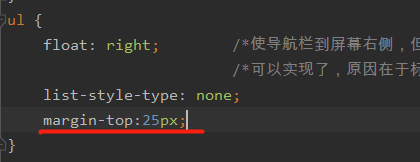 ul {
float: right; /*使导航栏到屏幕右侧，但
/*可以实现了，原因在于标
list-style-type: none;
margin-top:25px;
}